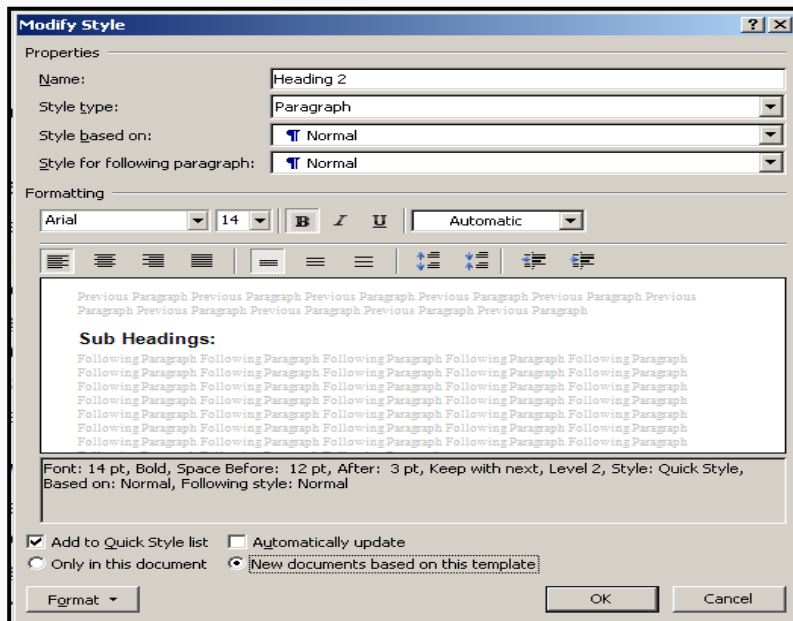 Modify Style
Properties
Name:
Heading 2
Style type:
Paragraph
Style based on:
¶ Normal
Style for following paragraph:
¶ Normal
Formatting
Arial 14 B I U Automatic
Previous Paragraph Previous Paragraph Previous Paragraph Previous Paragraph Previous Paragraph Previous
Paragraph Previous Paragraph Previous Paragraph Previous Paragraph Previous Paragraph
Sub Headings:
Following Paragraph Following Paragraph Following Paragraph Following Paragraph Following Paragraph
Following Paragraph Following Paragraph Following Paragraph Following Paragraph Following Paragraph
Following Paragraph Following Paragraph Following Paragraph Following Paragraph Following Paragraph
Following Paragraph Following Paragraph Following Paragraph Following Paragraph Following Paragraph
Following Paragraph Following Paragraph Following Paragraph Following Paragraph Following Paragraph
Following Paragraph Following Paragraph Following Paragraph Following Paragraph Following Paragraph
Following Paragraph Following Paragraph Following Paragraph Following Paragraph Following Paragraph
Font: 14 pt, Bold, Space Before: 12 pt, After: 3 pt, Keep with next, Level 2, Style: Quick Style,
Based on: Normal, Following style: Normal
Add to Quick Style list Automatically update
Only in this document New documents based on this template
Format OK Cancel